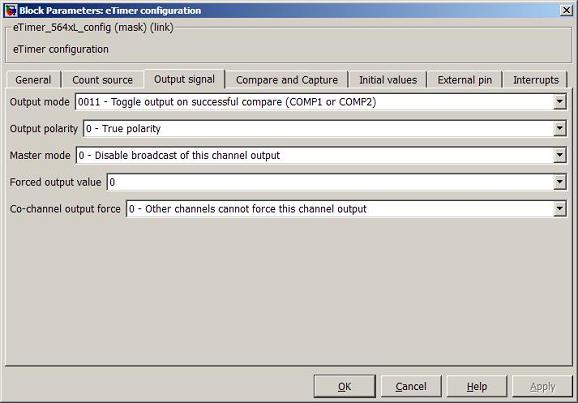 Block Parameters: eTimer configuration
eTimer_564xL_config (mask) (link)
eTimer configuration
General Count source Output signal Compare and Capture Initial values External pin Interrupts
Output mode 0011 - Toggle output on successful compare (COMP1 or COMP2)
Output polarity 0 - True polarity
Master mode 0 - Disable broadcast of this channel output
Forced output value 0
Co-channel output force 0 - Other channels cannot force this channel output
OK Cancel Help Apply